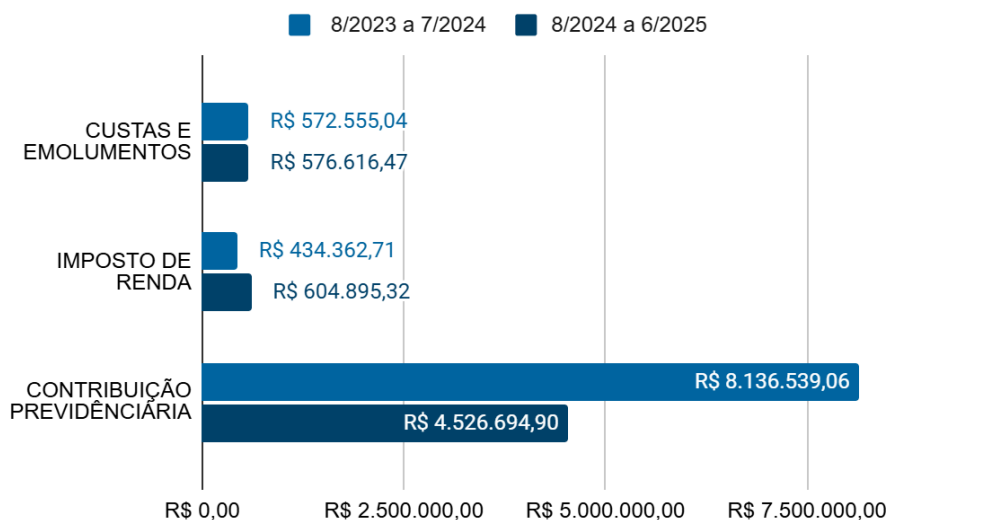 8/2023 a 7/2024
8/2024 a 6/2025
CUSTAS E
EMOLUMENTOS
R$ 572.555,04
R$ 576.616,47
IMPOSTO DE
RENDA
R$ 434.362,71
R$ 604.895,32
CONTRIBUIÇÃO
PREVIDÊNCIÁRIA
R$ 8.136.539,06
R$ 4.526.694,90
R$ 0,00
R$ 2.500.000,00
R$ 5.000.000,00
R$ 7.500.000,00